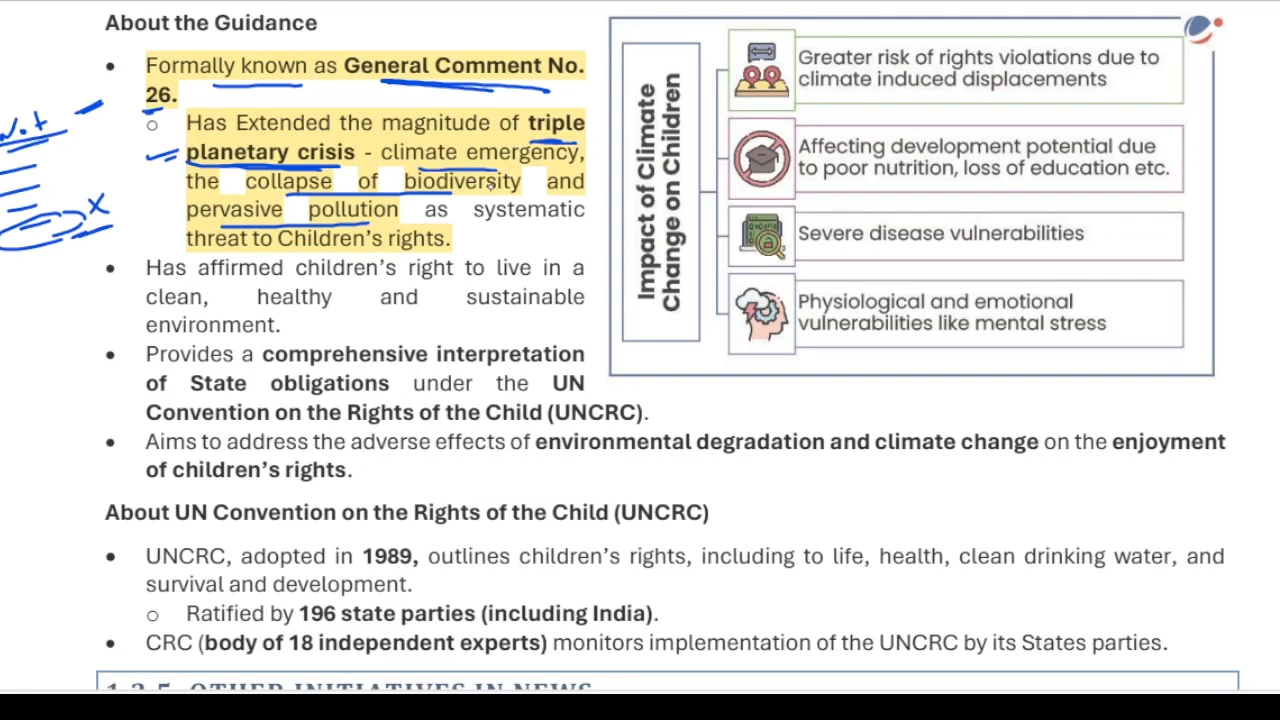 About the Guidance
• Formally known as General Comment No.
26.
o Has Extended the magnitude of triple
planetary crisis - climate emergency,
the collapse of biodiversity and
pervasive pollution as systematic
threat to Children's rights.
• Has affirmed children's right to live in a
clean, healthy and sustainable
environment.
• Provides a comprehensive interpretation
of State obligations under the UN
Convention on the Rights of the Child (UNCRC).
• Aims to address the adverse effects of environmental degradation and climate change on the enjoyment
of children's rights.
Impact of Climate
Change on Children
Greater risk of rights violations due to
climate induced displacements
Affecting development potential due
to poor nutrition, loss of education etc.
Severe disease vulnerabilities
Physiological and emotional
vulnerabilities like mental stress
About UN Convention on the Rights of the Child (UNCRC)
• UNCRC, adopted in 1989, outlines children's rights, including to life, health, clean drinking water, and
survival and development.
o Ratified by 196 state parties (including India).
• CRC (body of 18 independent experts) monitors implementation of the UNCRC by its States parties.
OTHER INITIATIVES IN NEWS